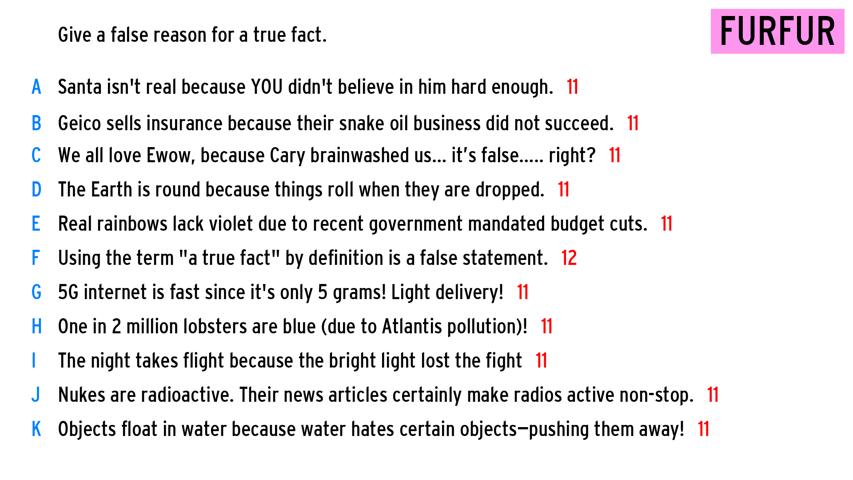 Give a false reason for a true fact.
FURFUR
A Santa isn't real because YOU didn't believe in him hard enough. 11
B Geico sells insurance because their snake oil business did not succeed. 11
C We all love Ewow, because Cary brainwashed us... it’s false..... right? 11
D The Earth is round because things roll when they are dropped. 11
E Real rainbows lack violet due to recent government mandated budget cuts. 11
F Using the term "a true fact" by definition is a false statement. 12
G 5G internet is fast since it's only 5 grams! Light delivery! 11
H One in 2 million lobsters are blue (due to Atlantis pollution)! 11
I The night takes flight because the bright light lost the fight 11
J Nukes are radioactive. Their news articles certainly make radios active non-stop. 11
K Objects float in water because water hates certain objects—pushing them away! 11